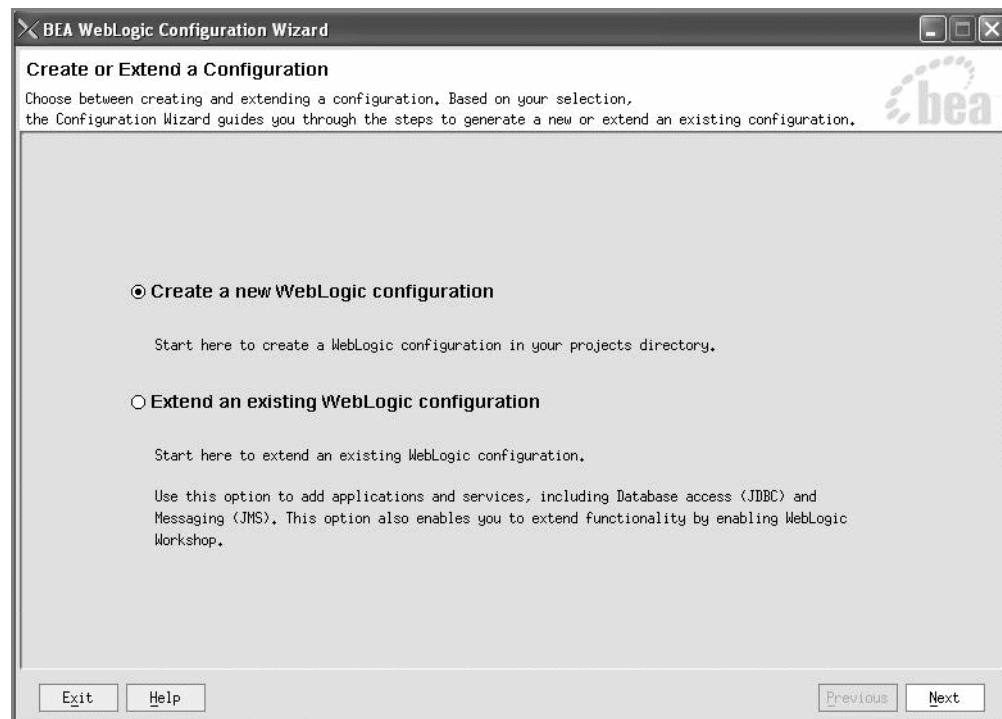 BEA WebLogic Configuration Wizard
Create or Extend a Configuration
Choose between creating and extending a configuration. Based on your selection,
the Configuration Wizard guides you through the steps to generate a new or extend an existing configuration.
bea
Create a new WebLogic configuration
Start here to create a WebLogic configuration in your projects directory.
Extend an existing WebLogic configuration
Start here to extend an existing WebLogic configuration.
Use this option to add applications and services, including Database access (JDBC) and
Messaging (JMS). This option also enables you to extend functionality by enabling WebLogic
Workshop.
Exit Help Previous Next